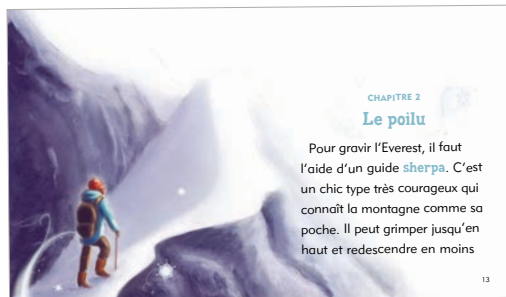 CHAPITRE 2
Le poilu
Pour gravir l'Everest, il faut
l'aide d'un guide sherpa. C'est
un chic type très courageux qui
connaît la montagne comme sa
poche. Il peut grimper jusqu'en
haut et redescendre en moins
13